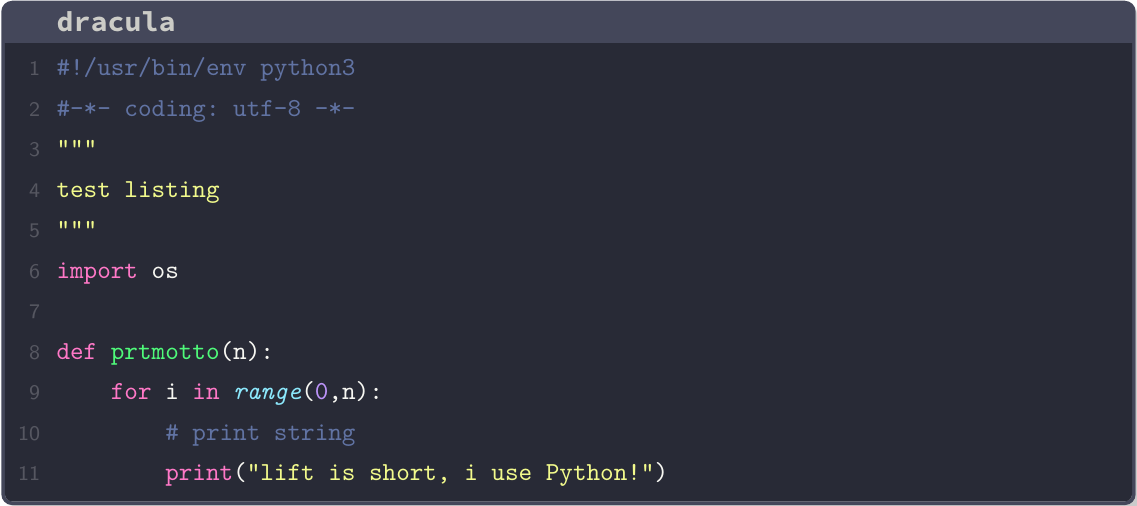 dracula
1 #!/usr/bin/env python3
2 #-*- coding: utf-8 -*-
3 """
4 test listing
5 """
6 import os
7
8 def prtmotto(n):
9     for i in range(0,n):
10         # print string
11         print("lift is short, i use Python!")